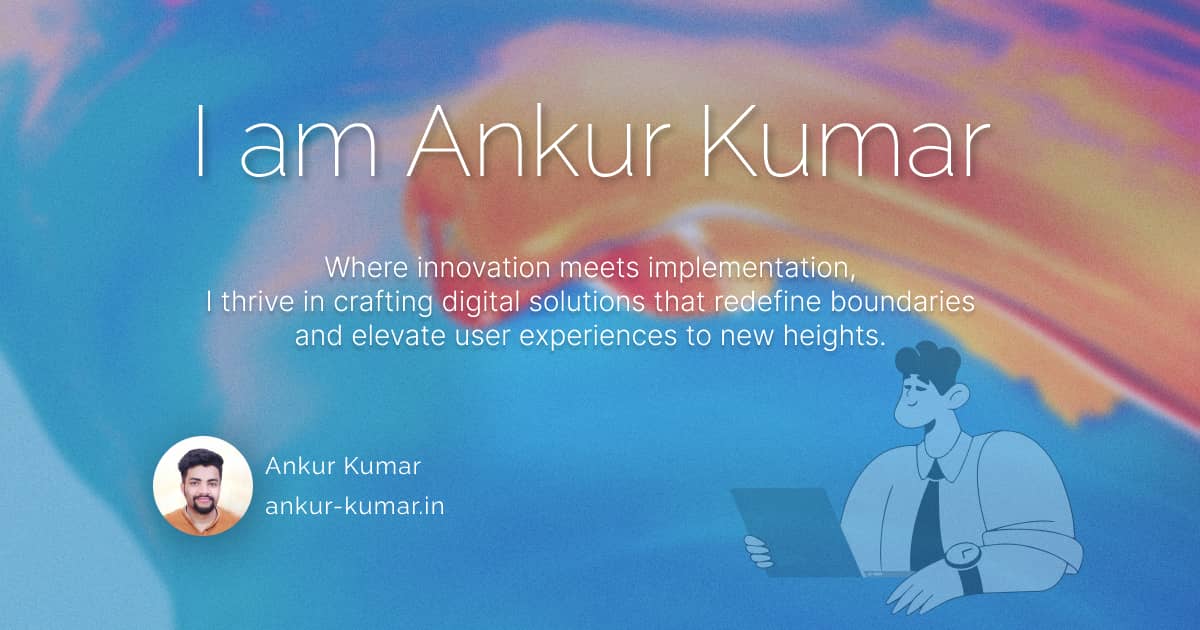 I am Ankur Kumar
Where innovation meets implementation,
I thrive in crafting digital solutions that redefine boundaries
and elevate user experiences to new heights.
Ankur Kumar
ankur-kumar.in